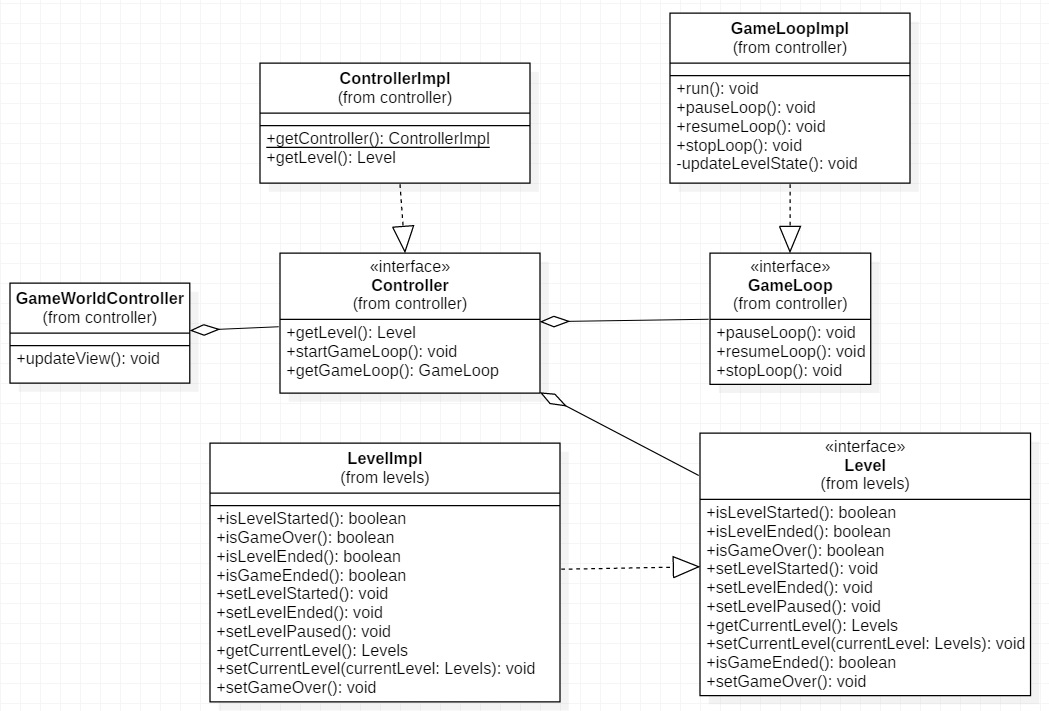 GameLoopImpl
(from controller)
+run(): void
+pauseLoop(): void
+resumeLoop(): void
+stopLoop(): void
-updateLevelState(): void
ControllerImpl
(from controller)
+getController(): ControllerImpl
+getLevel(): Level
GameWorldController
(from controller)
+updateView(): void
«interface»
Controller
(from controller)
+getLevel(): Level
+startGameLoop(): void
+getGameLoop(): GameLoop
«interface»
GameLoop
(from controller)
+pauseLoop(): void
+resumeLoop(): void
+stopLoop(): void
LevelImpl
(from levels)
+isLevelStarted(): boolean
+isGameOver(): boolean
+isLevelEnded(): boolean
+isGameEnded(): boolean
+setLevelStarted(): void
+setLevelEnded(): void
+setLevelPaused(): void
+getCurrentLevel(): Levels
+setCurrentLevel(currentLevel: Levels): void
+setGameOver(): void
«interface»
Level
(from levels)
+isLevelStarted(): boolean
+isLevelEnded(): boolean
+isGameOver(): boolean
+setLevelStarted(): void
+setLevelEnded(): void
+setLevelPaused(): void
+getCurrentLevel(): Levels
+setCurrentLevel(currentLevel: Levels): void
+isGameEnded(): boolean
+setGameOver(): void